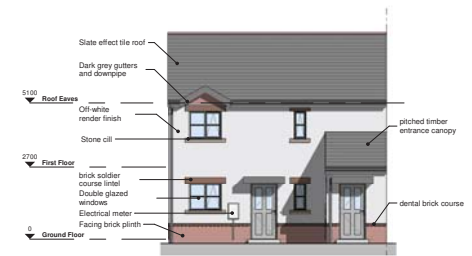 Slate effect tile roof
Dark grey gutters
and downpipe
5100
Roof Eaves
Off-white
render finish
Stone cill
pitched timber
entrance canopy
2700
First Floor
brick soldier
course lintel
Double glazed
windows
Electrical meter
Facing brick plinth
dental brick course
0
Ground Floor